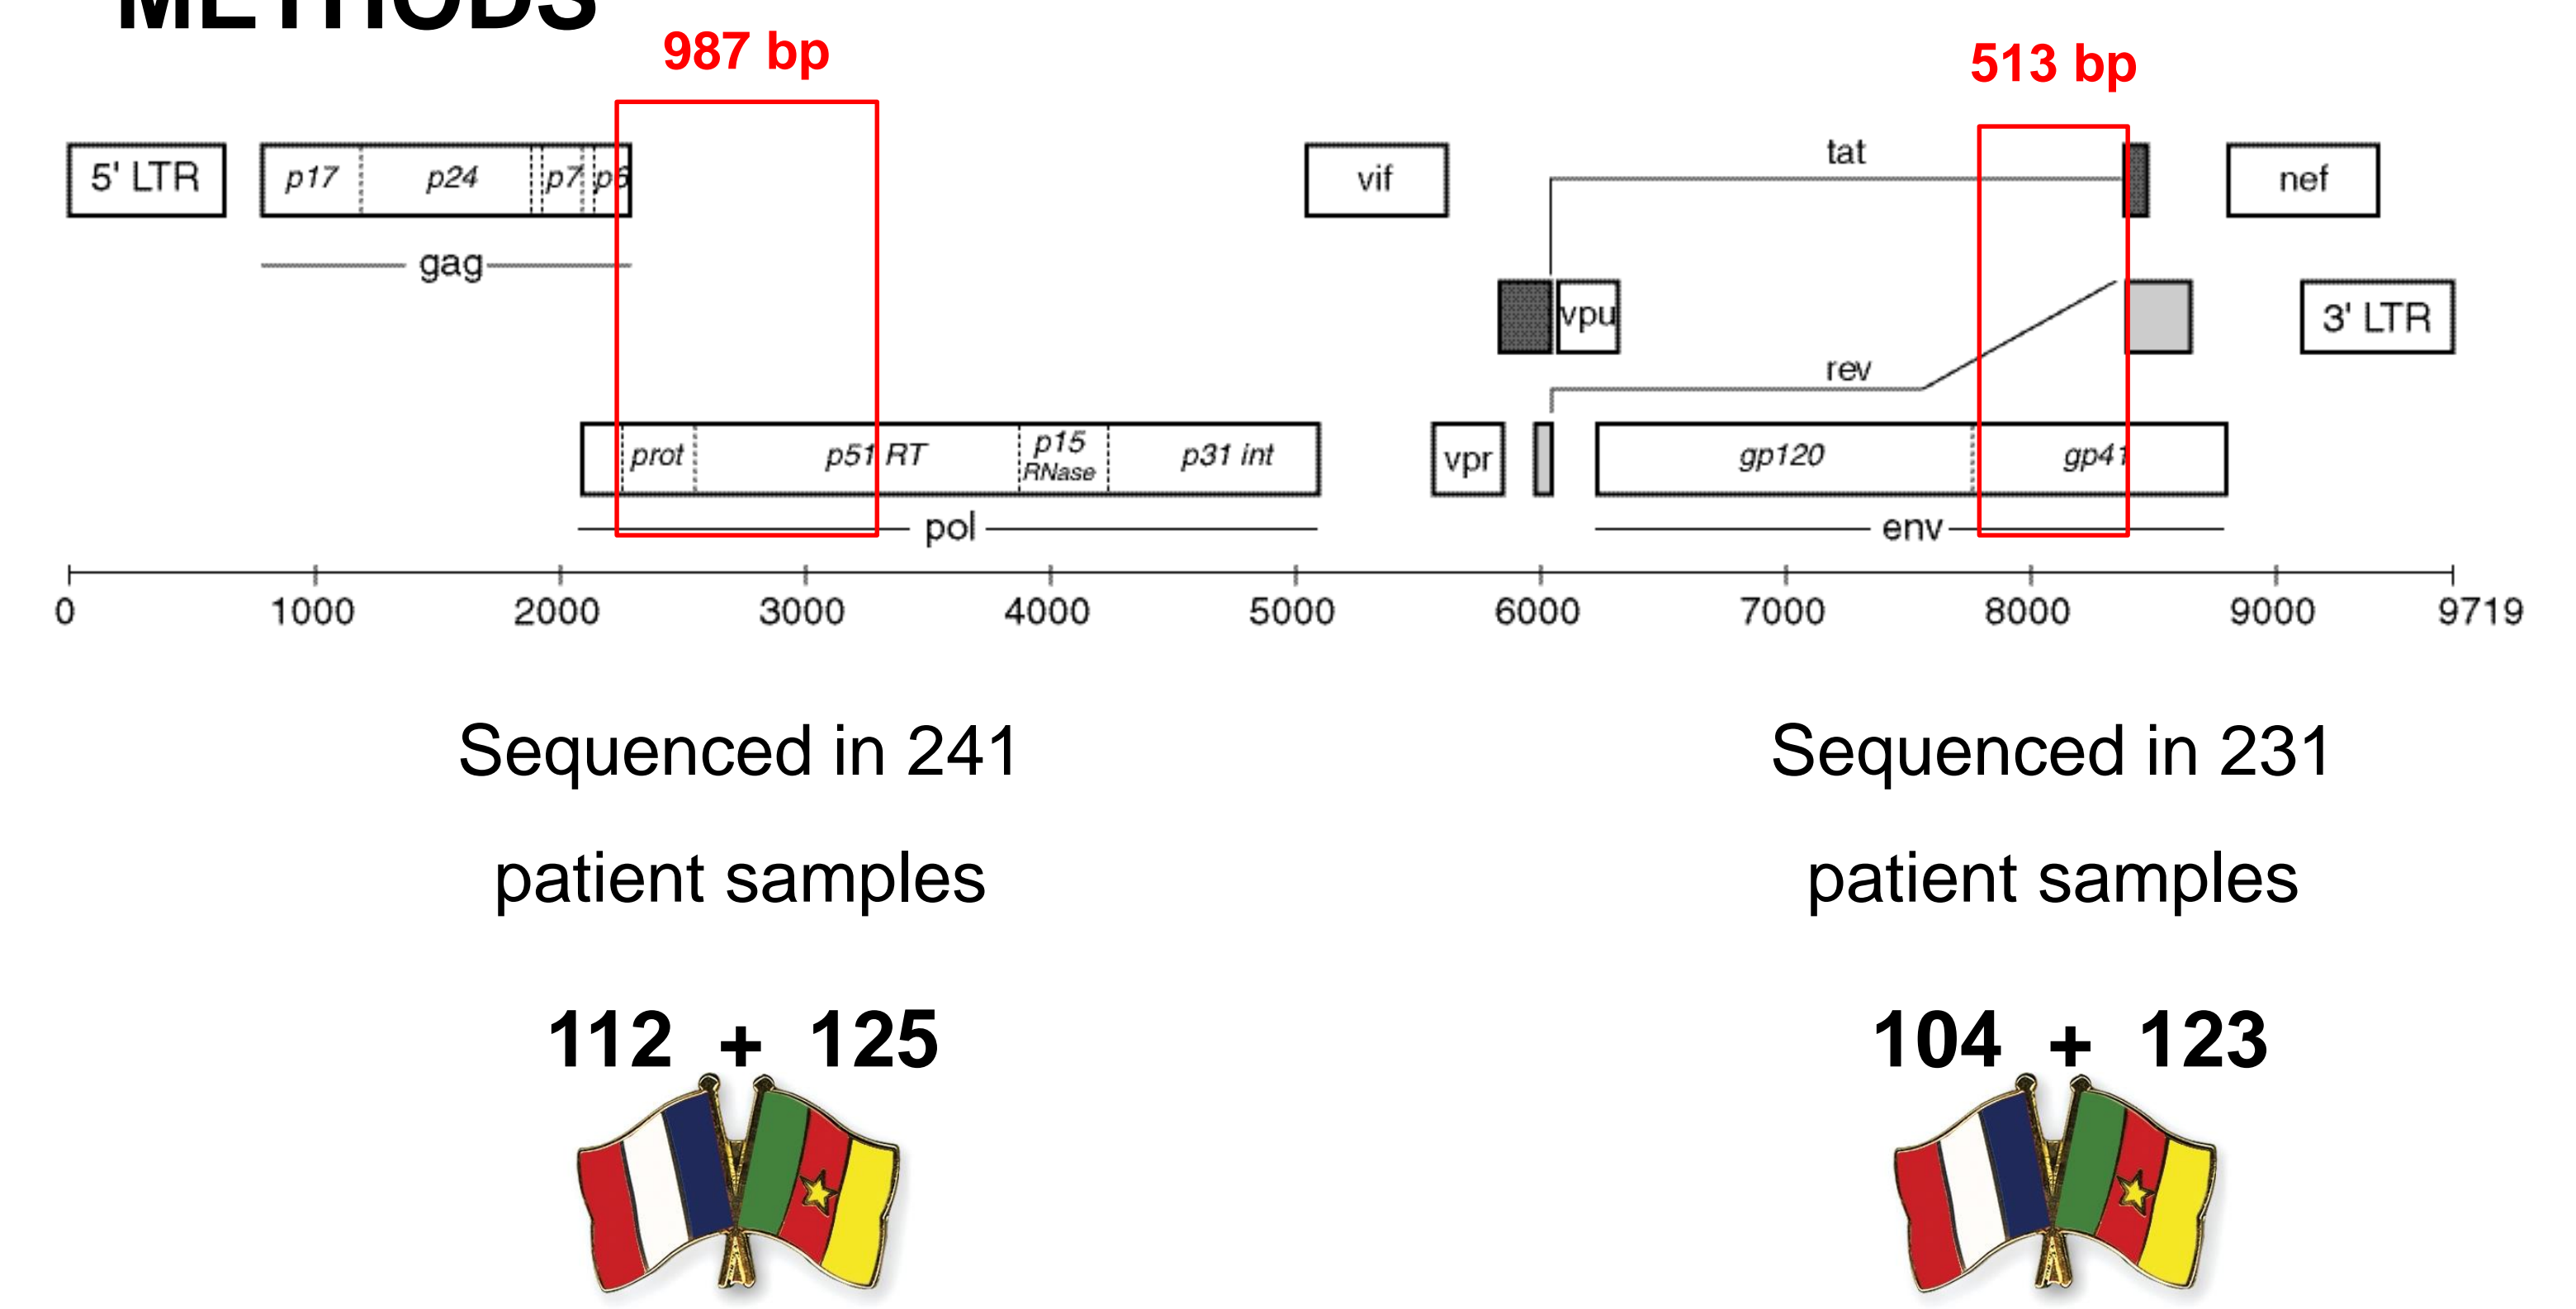 METHODS
987 bp
513 bp
5' LTR
p17
p24
p7
p6
vif
tat
nef
gag
vpu
3' LTR
rev
prot
p51 RT
p15
RNase
p31 int
vpr
gp120
gp41
pol
env
0 1000 2000 3000 4000 5000 6000 7000 8000 9000 9719
Sequenced in 241
patient samples
112 + 125
Sequenced in 231
patient samples
104 + 123